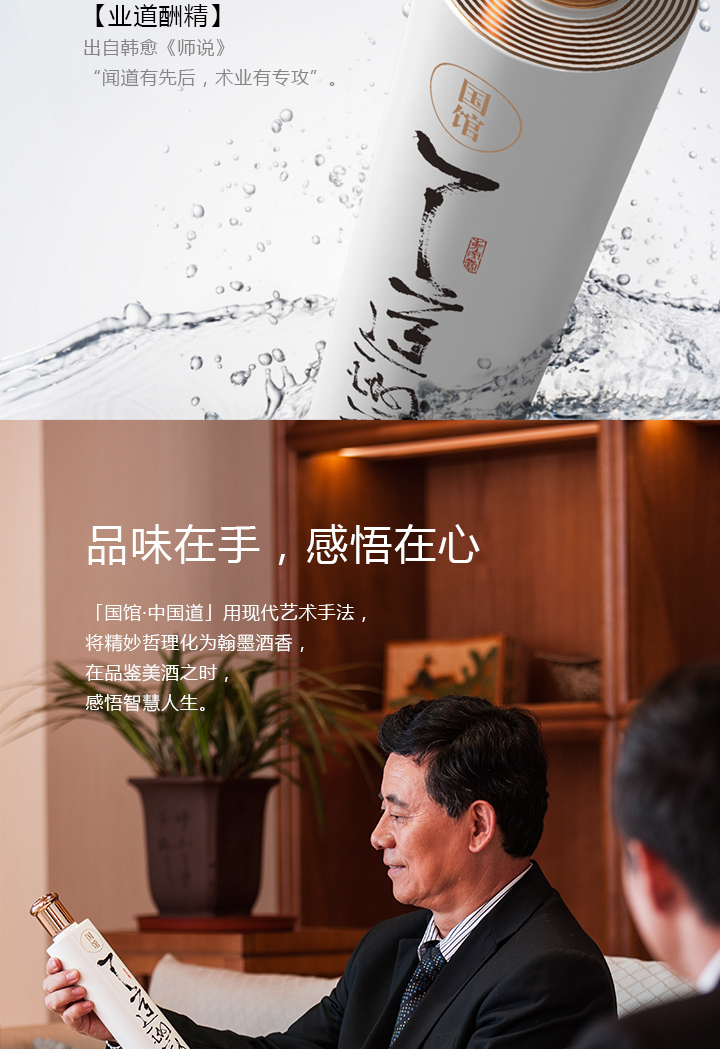 【业道酬精】
出自韩愈《师说》
“闻道有先后，术业有专攻”。
国馆
品味在手，感悟在心
「国馆·中国道」用现代艺术手法，
将精妙哲理化为翰墨酒香，
在品鉴美酒之时，
感悟智慧人生。
国馆